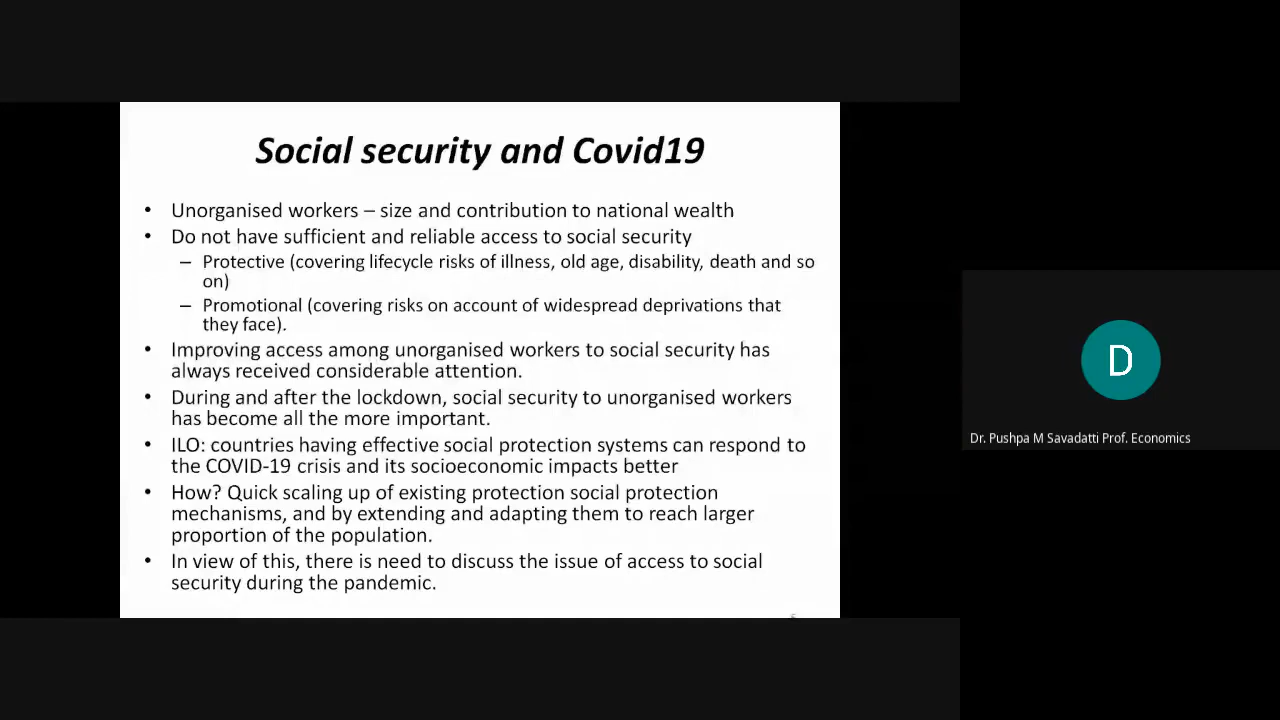 Social security and Covid19
• Unorganised workers – size and contribution to national wealth
• Do not have sufficient and reliable access to social security
– Protective (covering lifecycle risks of illness, old age, disability, death and so
on)
– Promotional (covering risks on account of widespread deprivations that
they face).
• Improving access among unorganised workers to social security has
always received considerable attention.
• During and after the lockdown, social security to unorganised workers
has become all the more important.
• ILO: countries having effective social protection systems can respond to
the COVID-19 crisis and its socioeconomic impacts better
• How? Quick scaling up of existing protection social protection
mechanisms, and by extending and adapting them to reach larger
proportion of the population.
• In view of this, there is need to discuss the issue of access to social
security during the pandemic.
D
Dr. Pushpa M Savadatti Prof. Economics